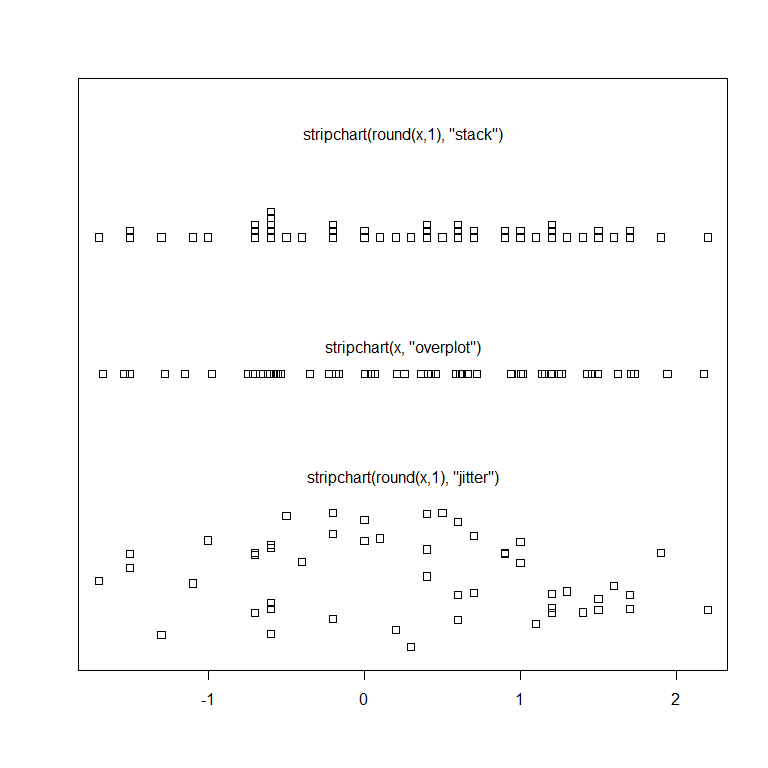 stripchart(round(x,1), "stack")
stripchart(x, "overplot")
stripchart(round(x,1), "jitter")
-1 0 1 2